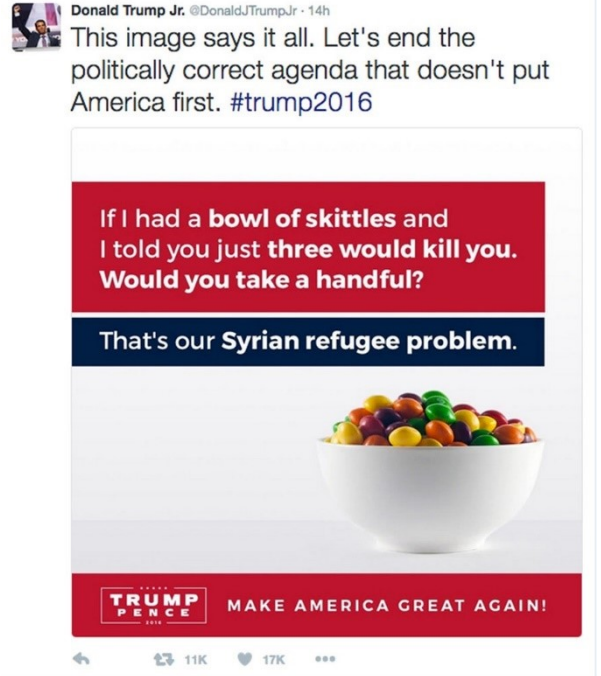 Donald Trump Jr. @DonaldJTrumpJr · 14h
This image says it all. Let's end the
politically correct agenda that doesn't put
America first. #trump2016
If I had a bowl of skittles and
I told you just three would kill you.
Would you take a handful?
That's our Syrian refugee problem.
TRUMP
PENCE
2016
MAKE AMERICA GREAT AGAIN!
11K
17K